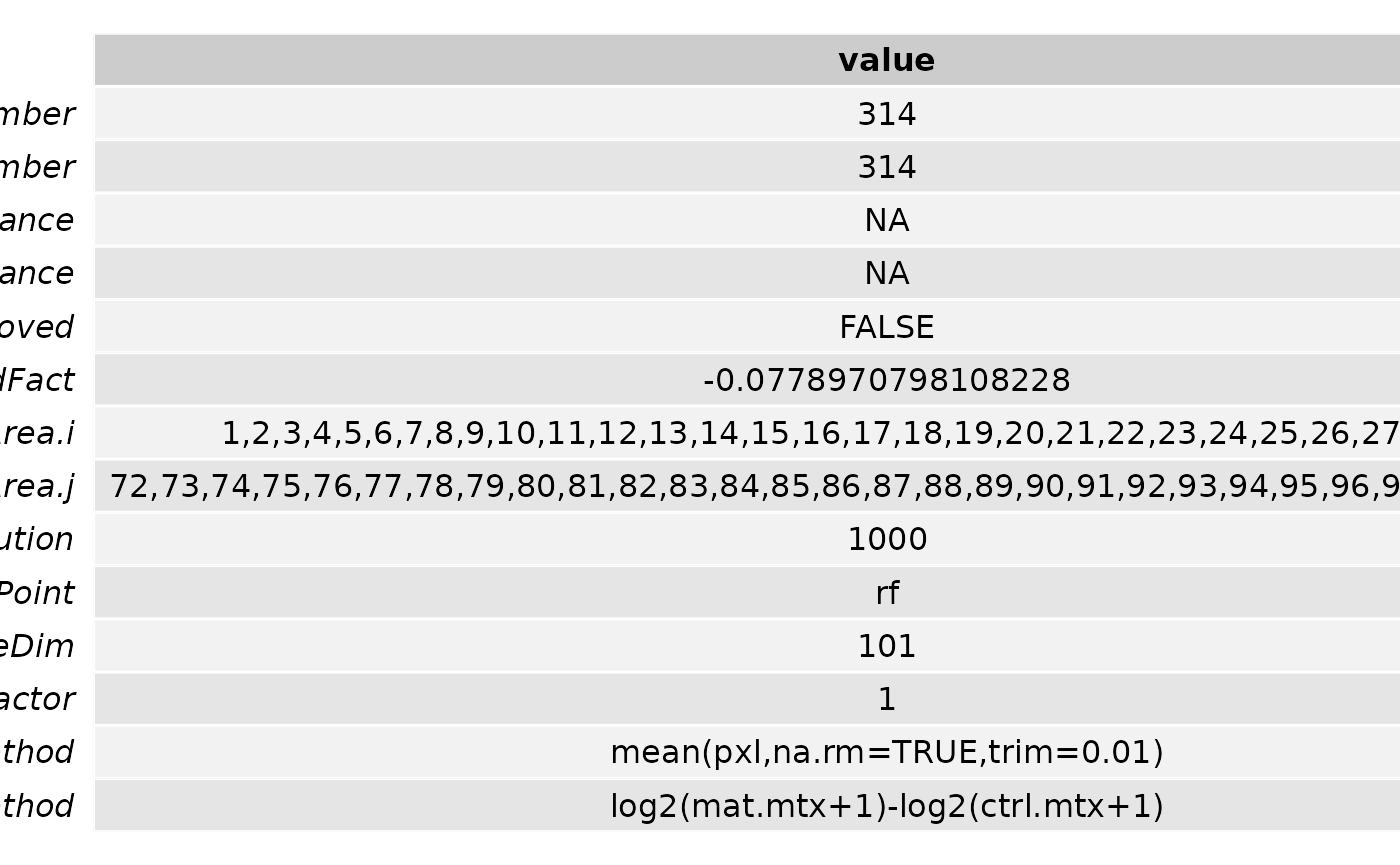 value
mber 314
mber 314
ance NA
ance NA
oved FALSE
dFact -0.0778970798108228
rea.i 1,2,3,4,5,6,7,8,9,10,11,12,13,14,15,16,17,18,19,20,21,22,23,24,25,26,27
rea.j 72,73,74,75,76,77,78,79,80,81,82,83,84,85,86,87,88,89,90,91,92,93,94,95,96,9
ution 1000
Point rf
eDim 101
actor 1
thod mean(pxl,na.rm=TRUE,trim=0.01)
thod log2(mat.mtx+1)-log2(ctrl.mtx+1)